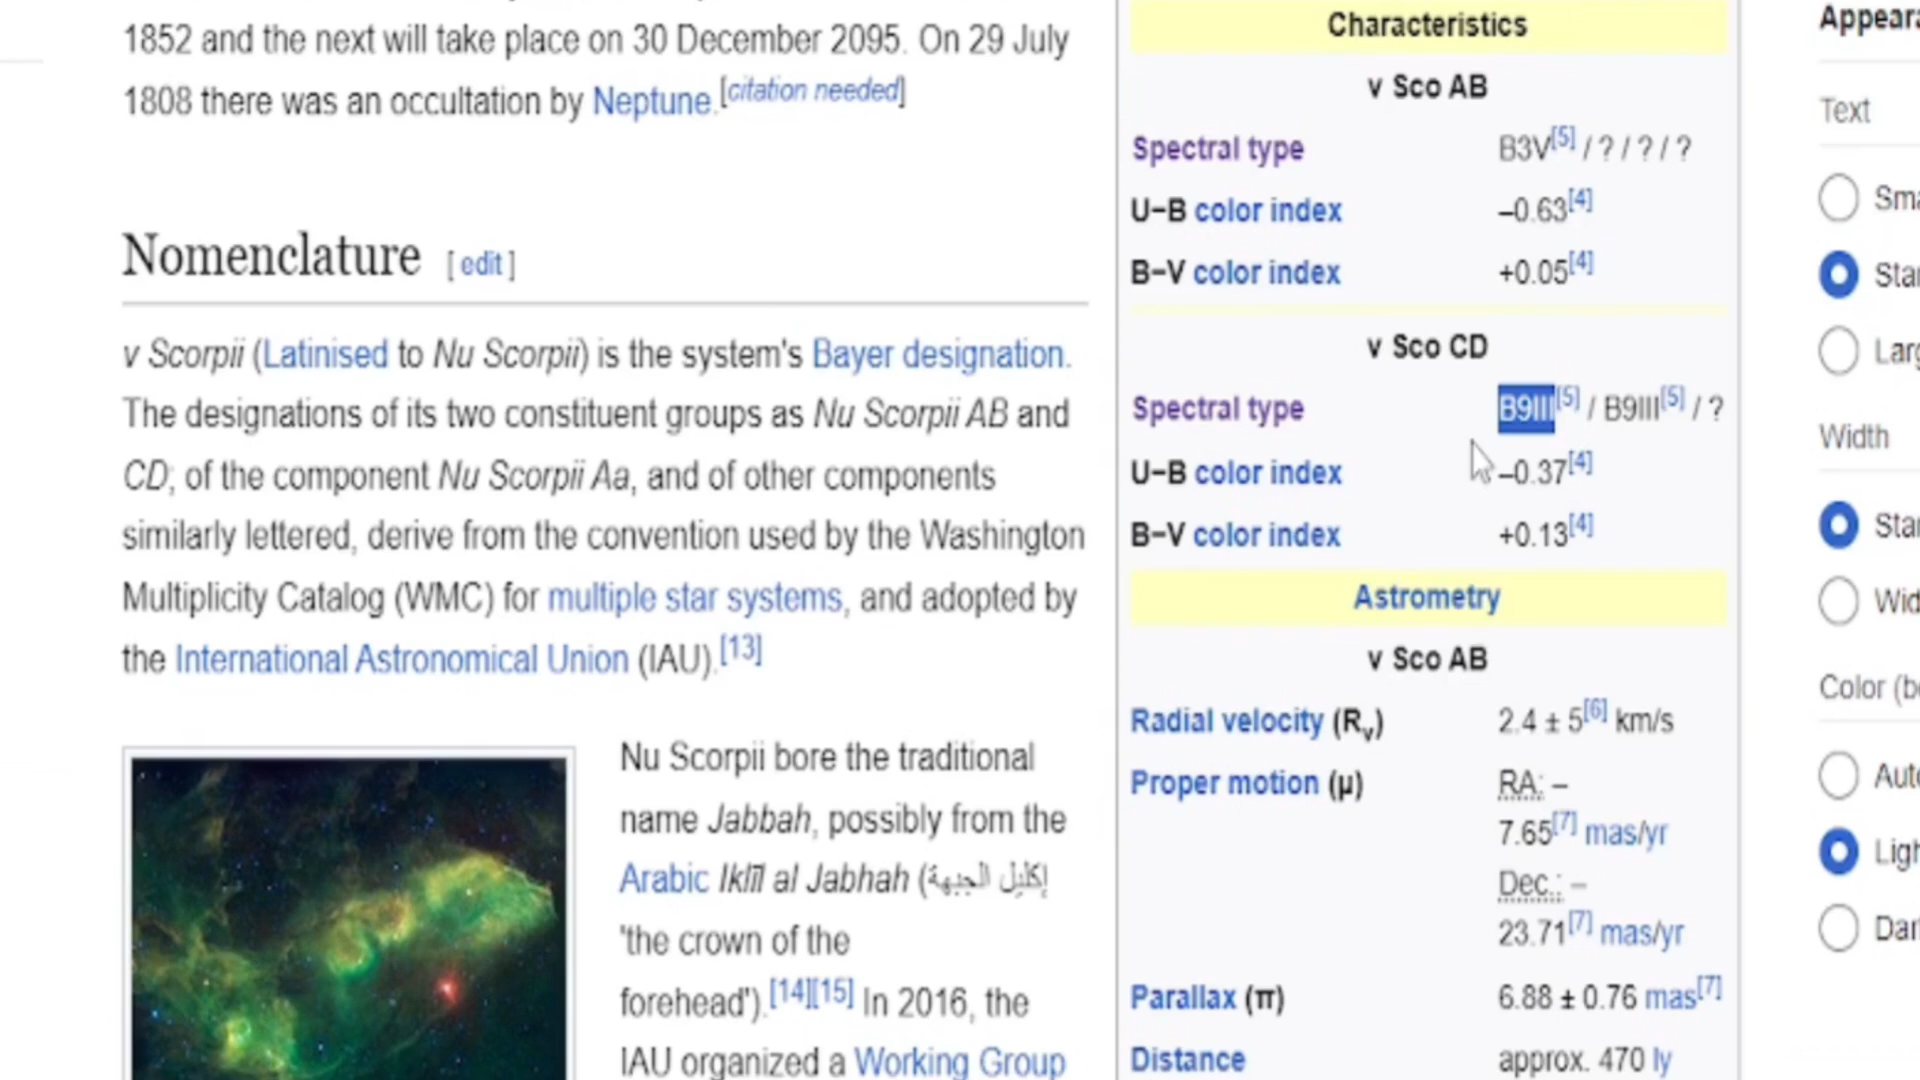 1852 and the next will take place on 30 December 2095. On 29 July
1808 there was an occultation by Neptune.[citation needed]
Nomenclature [ edit ]
ν Scorpii (Latinised to Nu Scorpii) is the system's Bayer designation.
The designations of its two constituent groups as Nu Scorpii AB and
CD; of the component Nu Scorpii Aa, and of other components
similarly lettered, derive from the convention used by the Washington
Multiplicity Catalog (WMC) for multiple star systems, and adopted by
the International Astronomical Union (IAU).[13]
Nu Scorpii bore the traditional
name Jabbah, possibly from the
Arabic Iklīl al Jabhah (إكليل الجبهة
'the crown of the
forehead').[14][15] In 2016, the
IAU organized a Working Group
Characteristics
ν Sco AB
Spectral type B3V[5] / ? / ? / ?
U−B color index −0.63[4]
B−V color index +0.05[4]
ν Sco CD
Spectral type B9III[5] / B9III[5] / ?
U−B color index −0.37[4]
B−V color index +0.13[4]
Astrometry
ν Sco AB
Radial velocity (Rv) 2.4 ± 5[6] km/s
Proper motion (μ) RA: −
7.65[7] mas/yr
Dec.: −
23.71[7] mas/yr
Parallax (π) 6.88 ± 0.76 mas[7]
Distance approx. 470 ly
Text
Width
Color (b